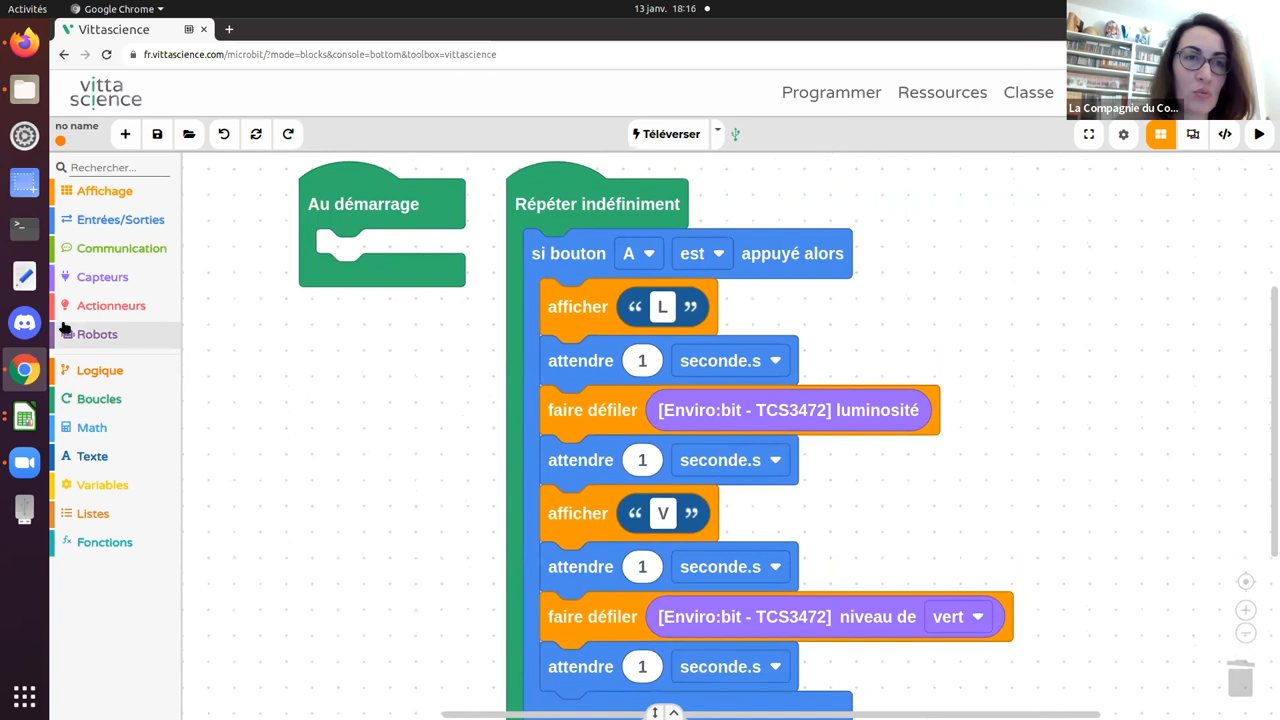 Activités
Google Chrome
13 janv. 18:16
Vittascience
fr.vittascience.com/microbit/?mode=blocks&console=bottom&toolbox=vittascience
vitta
science
Programmer
Ressources
Classe
La Compagnie du Co...
no name
Téléverser
Rechercher...
Affichage
Entrées/Sorties
Communication
Capteurs
Actionneurs
Robots
Logique
Boucles
Math
Texte
Variables
Listes
Fonctions
Au démarrage
Répéter indéfiniment
si bouton A est appuyé alors
afficher “ L ”
attendre 1 seconde.s
faire défiler [Enviro:bit - TCS3472] luminosité
attendre 1 seconde.s
afficher “ V ”
attendre 1 seconde.s
faire défiler [Enviro:bit - TCS3472] niveau de vert
attendre 1 seconde.s